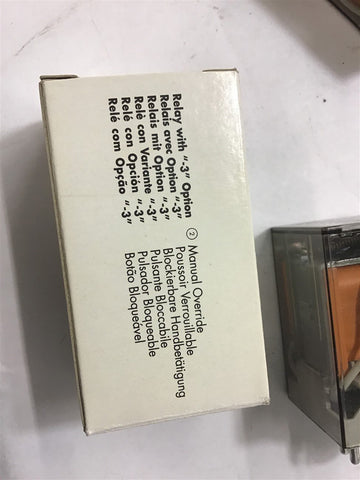 Relay with "-3" Option
Relais avec Option "-3"
Relais mit Option "-3"
Relè con Variante "-3"
Relé con Opción "-3"
Relé com Opção "-3"
② Manual Override
Poussoir Verrouillable
Blockierbare Handbetätigung
Pulsante Bloccabile
Pulsador Bloqueable
Botão Bloqueável